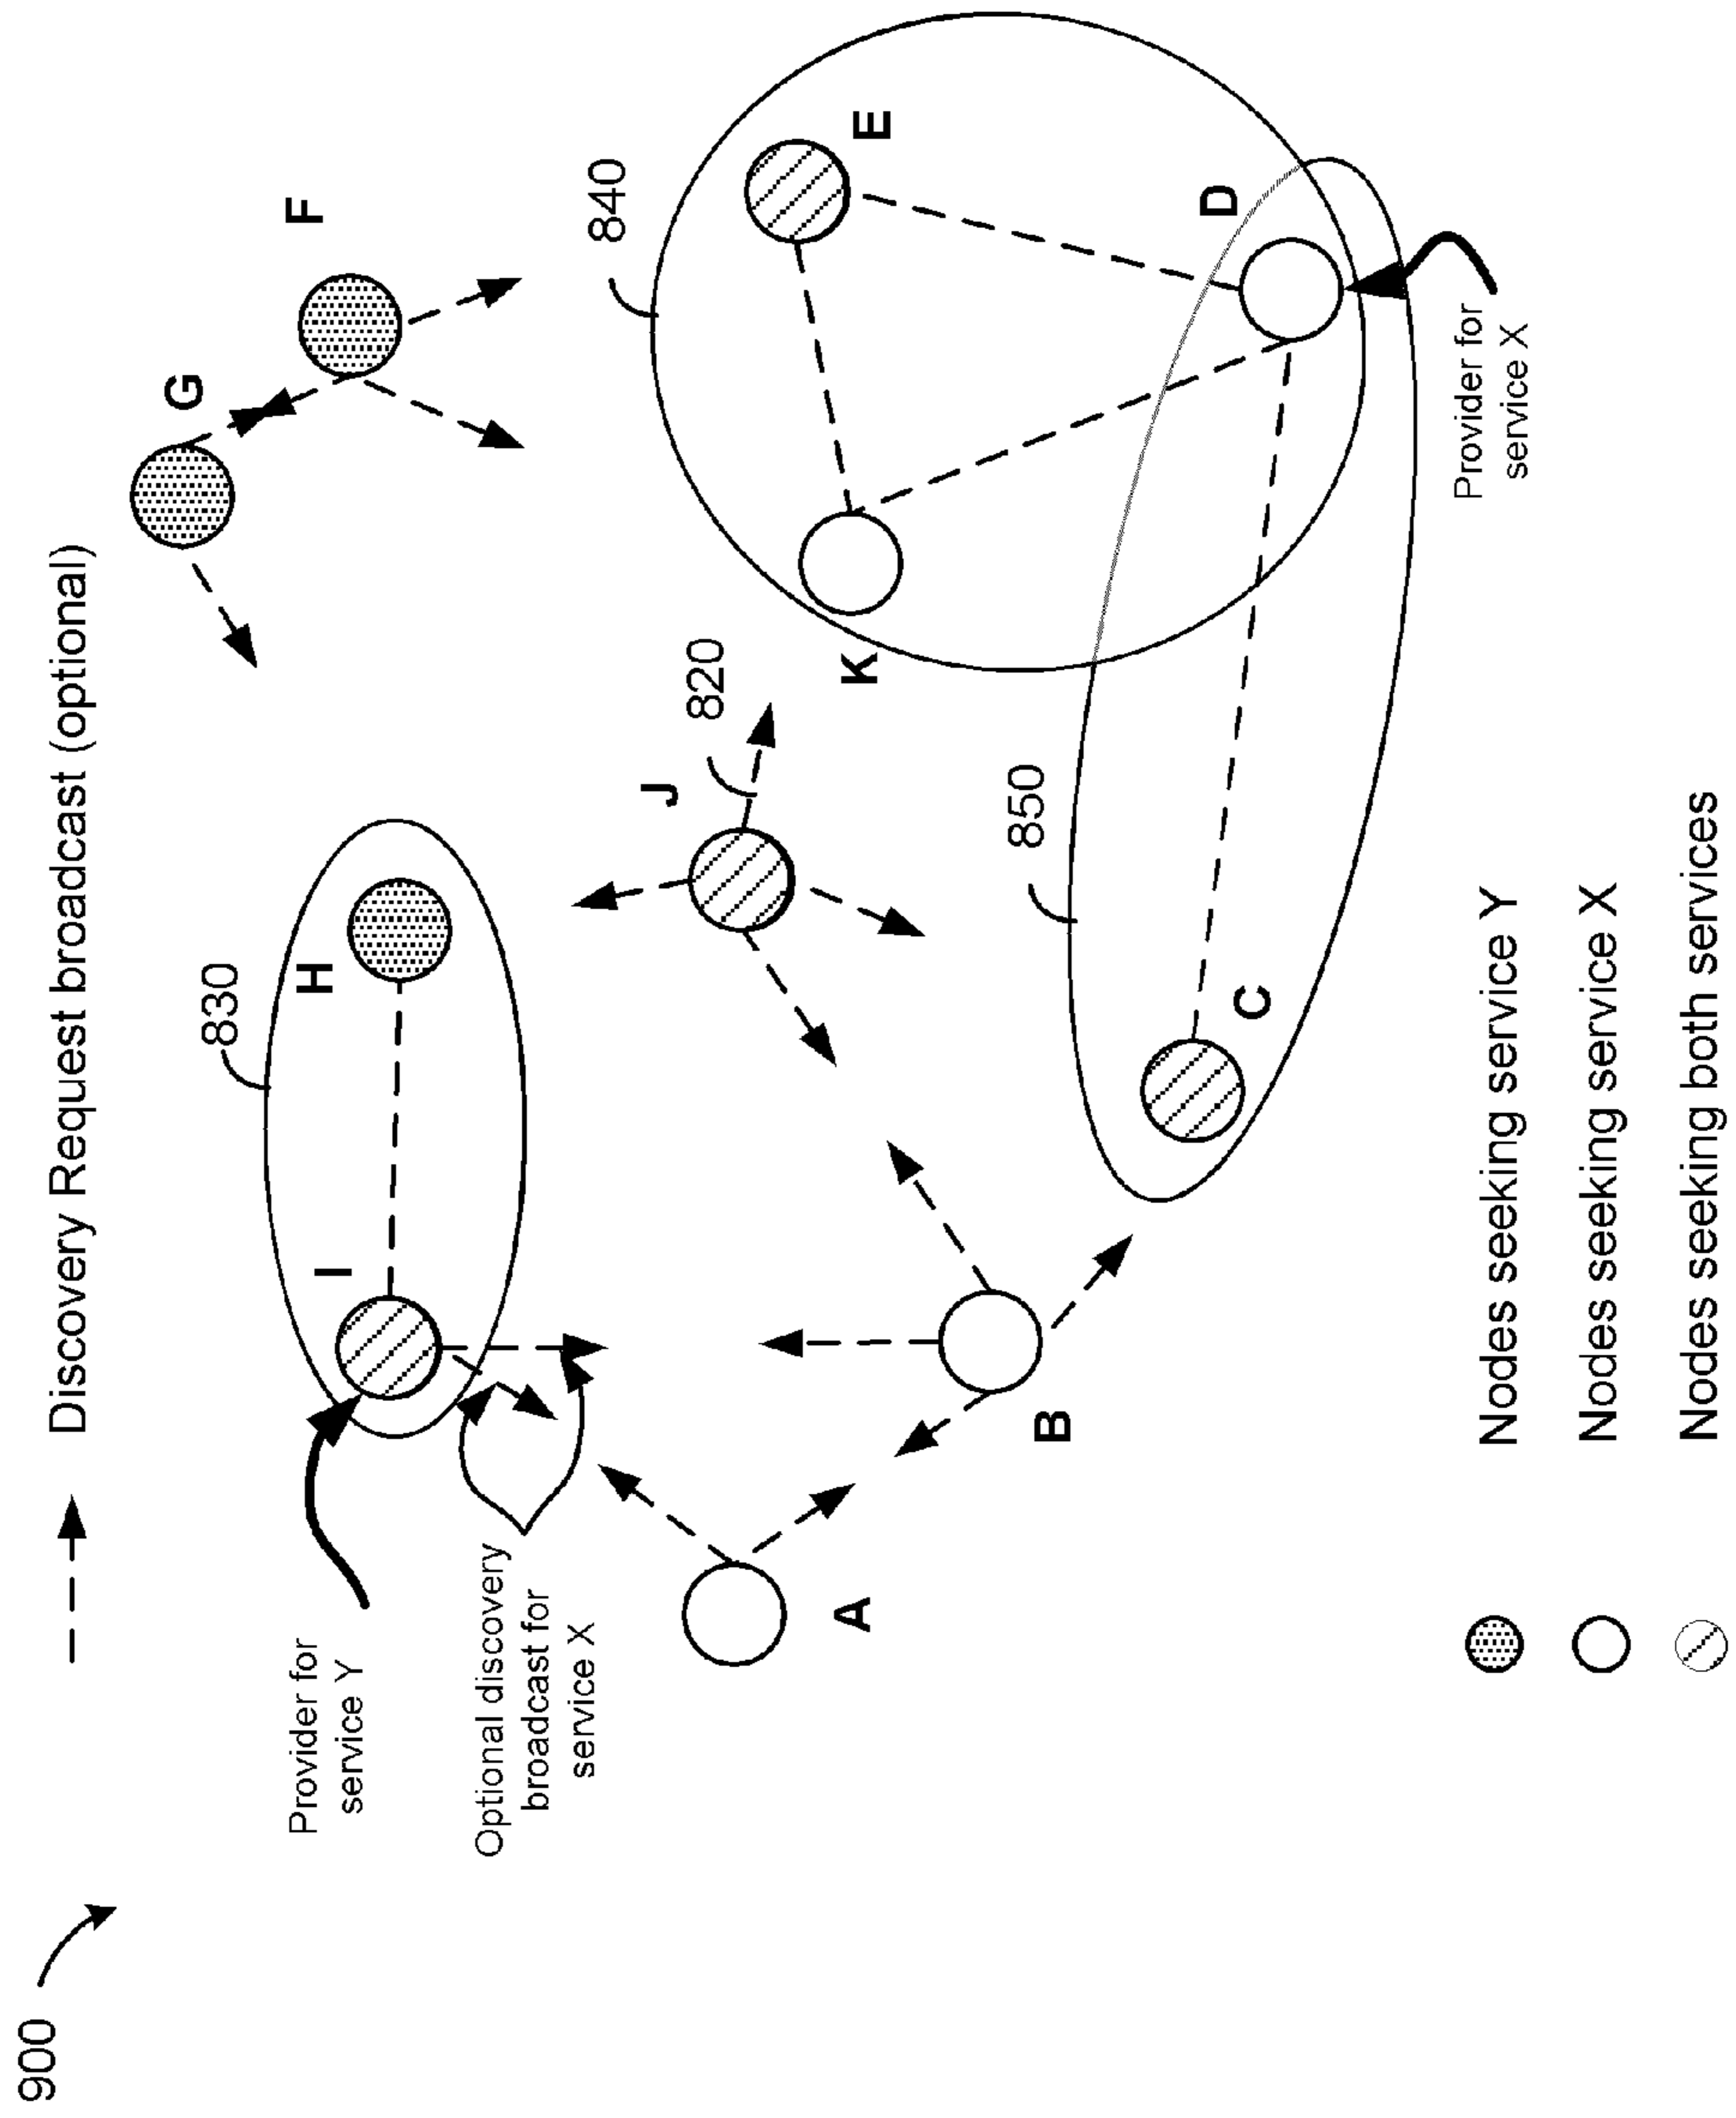 900
Discovery Request broadcast (optional)
Provider for
service Y
Optional discovery
broadcast for
service X
830
I
H
G
F
J
820
840
E
K
A
B
850
C
D
Provider for
service X
Nodes seeking service Y
Nodes seeking service X
Nodes seeking both services